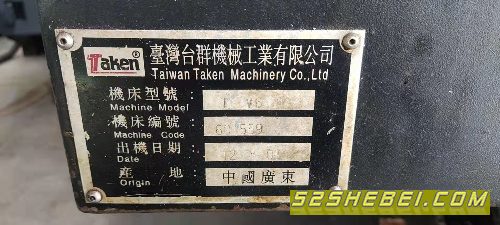 Taken®
臺灣台群機械工業有限公司
Taiwan Taken Machinery Co.,Ltd
機床型號:
Machine Model
機床編號:
Machine Code
出機日期:
Date
產 地:
Origin
中國廣東
52SHEBEI.COM